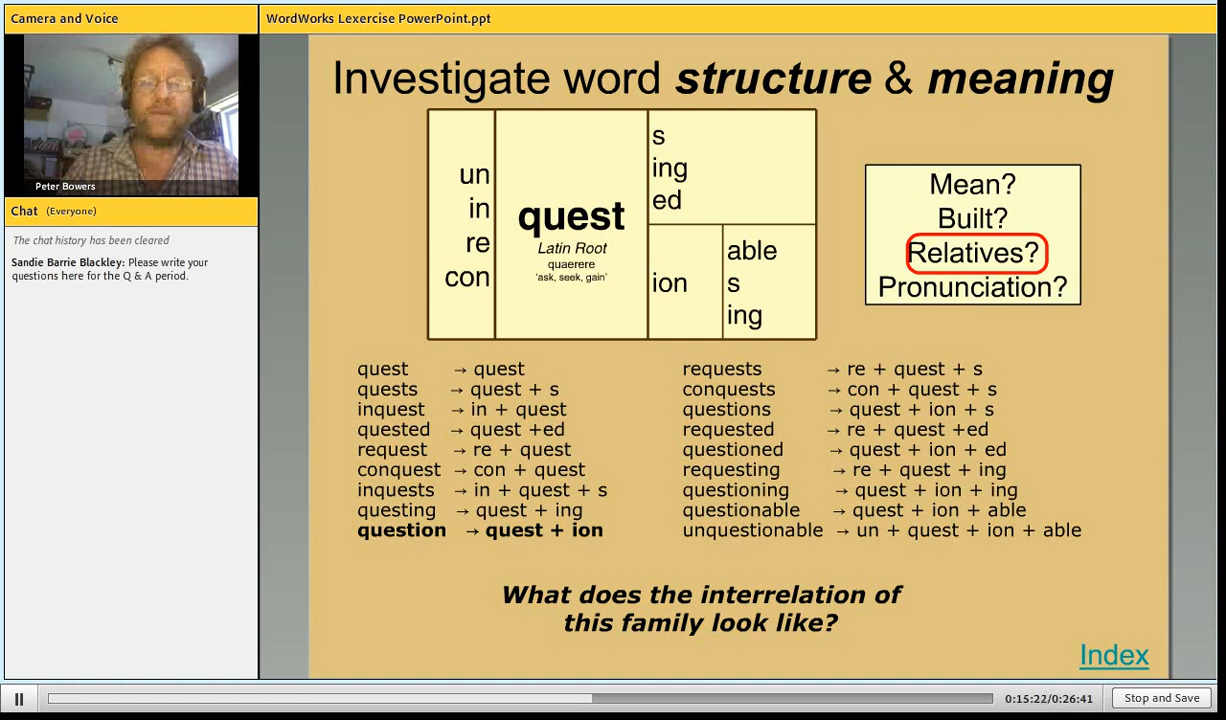 Camera and Voice
WordWorks Lexercise PowerPoint.ppt
Peter Bowers
Chat (Everyone)
The chat history has been cleared
Sandie Barrie Blackley: Please write your
questions here for the Q & A period.
Investigate word structure & meaning
un
in
re
con
quest
Latin Root
quaerere
'ask, seek, gain'
s
ing
ed
ion
able
s
ing
Mean?
Built?
Relatives?
Pronunciation?
quest → quest
quests → quest + s
inquest → in + quest
quested → quest +ed
request → re + quest
conquest → con + quest
inquests → in + quest + s
questing → quest + ing
question → quest + ion
requests → re + quest + s
conquests → con + quest + s
questions → quest + ion + s
requested → re + quest +ed
questioned → quest + ion + ed
requesting → re + quest + ing
questioning → quest + ion + ing
questionable → quest + ion + able
unquestionable → un + quest + ion + able
What does the interrelation of
this family look like?
Index
0:15:22/0:26:41
Stop and Save